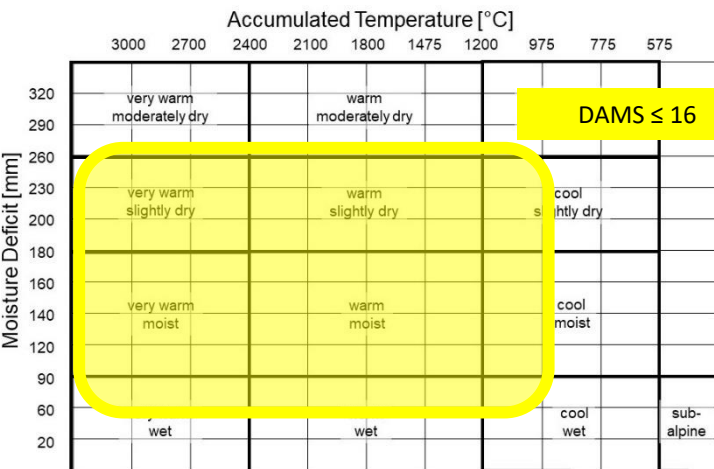 Accumulated Temperature [°C]
3000 2700 2400 2100 1800 1475 1200 975 775 575
Moisture Deficit [mm]
320
290
260
230
200
180
160
140
120
90
60
20
very warm
moderately dry
warm
moderately dry
DAMS ≤ 16
very warm
slightly dry
warm
slightly dry
cool
slightly dry
very warm
moist
warm
moist
cool
moist
wet
wet
cool
wet
sub-
alpine